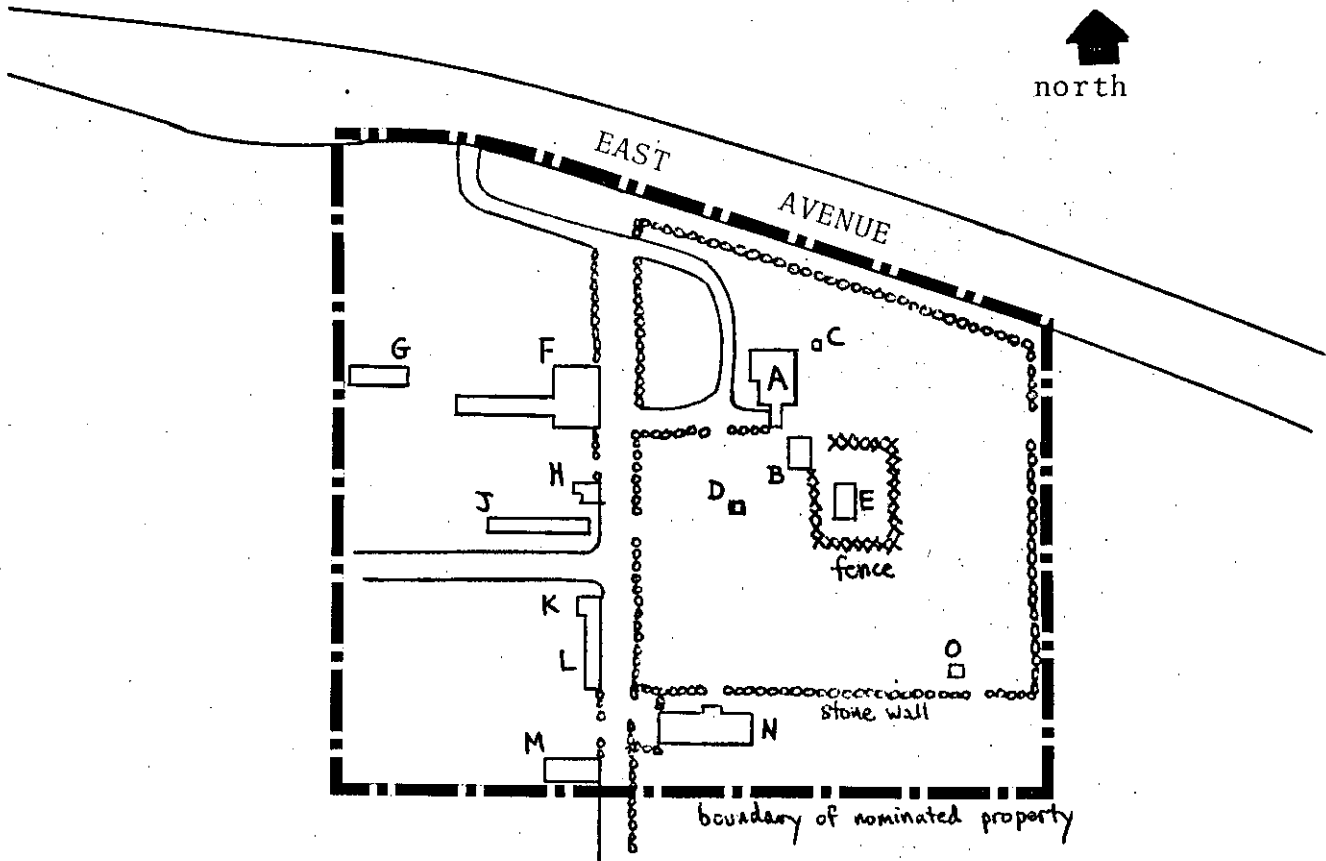 north
EAST
AVENUE
C
G
F
A
H
B
D
E
J
fence
K
O
L
stone wall
N
M
boundary of nominated property